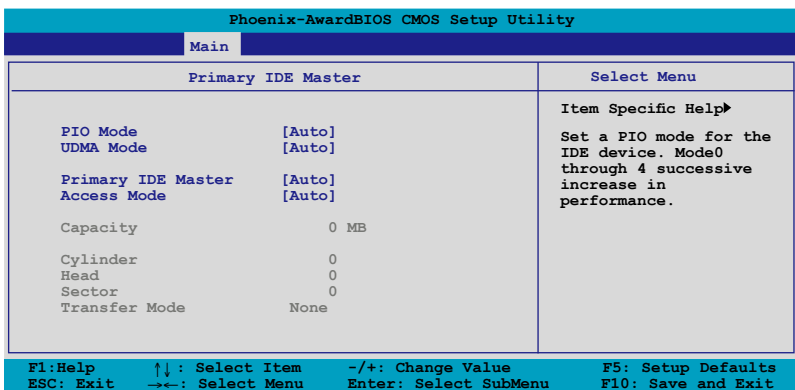 Phoenix-AwardBIOS CMOS Setup Utility
Main
Primary IDE Master
Select Menu
Item Specific Help
PIO Mode [Auto]
UDMA Mode [Auto]
Primary IDE Master [Auto]
Access Mode [Auto]
Capacity 0 MB
Cylinder 0
Head 0
Sector 0
Transfer Mode None
Set a PIO mode for the
IDE device. Mode0
through 4 successive
increase in
performance.
F1:Help ↑↓: Select Item -/+: Change Value F5: Setup Defaults
ESC: Exit →←: Select Menu Enter: Select SubMenu F10: Save and Exit